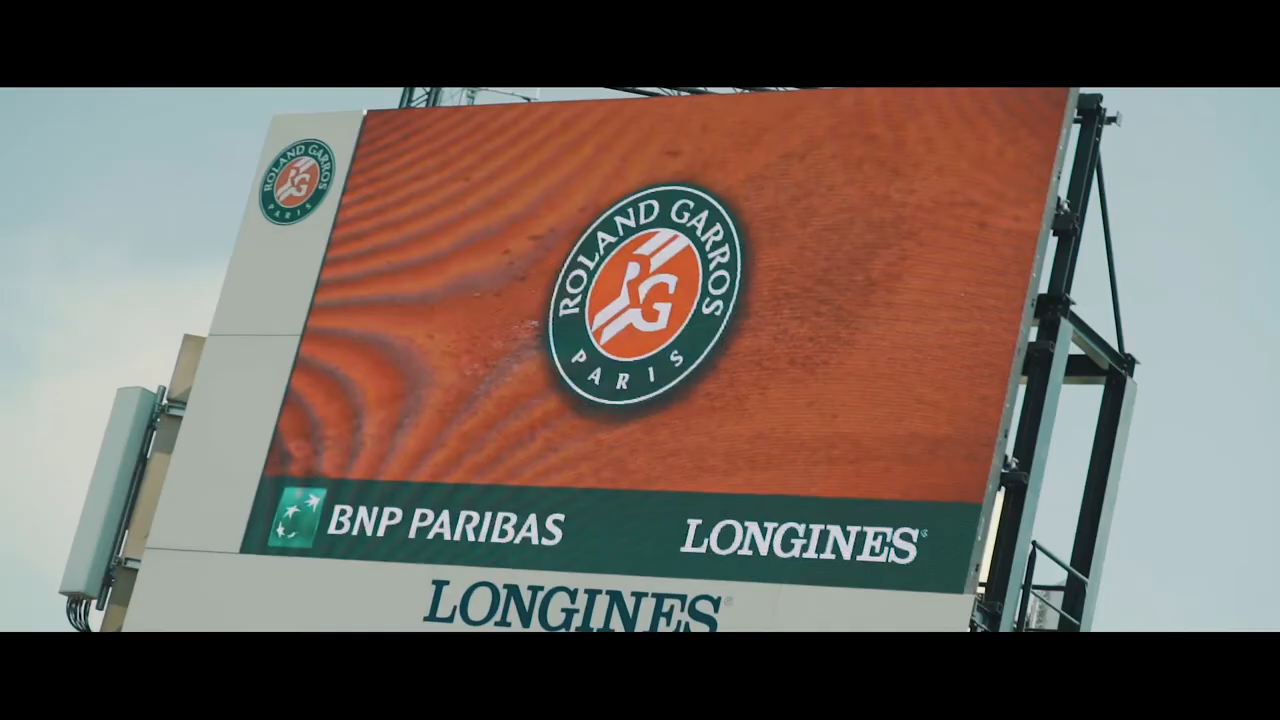 ROLAND GARROS
RG
PARIS
ROLAND GARROS
RG
PARIS
BNP PARIBAS
LONGINES
LONGINES®